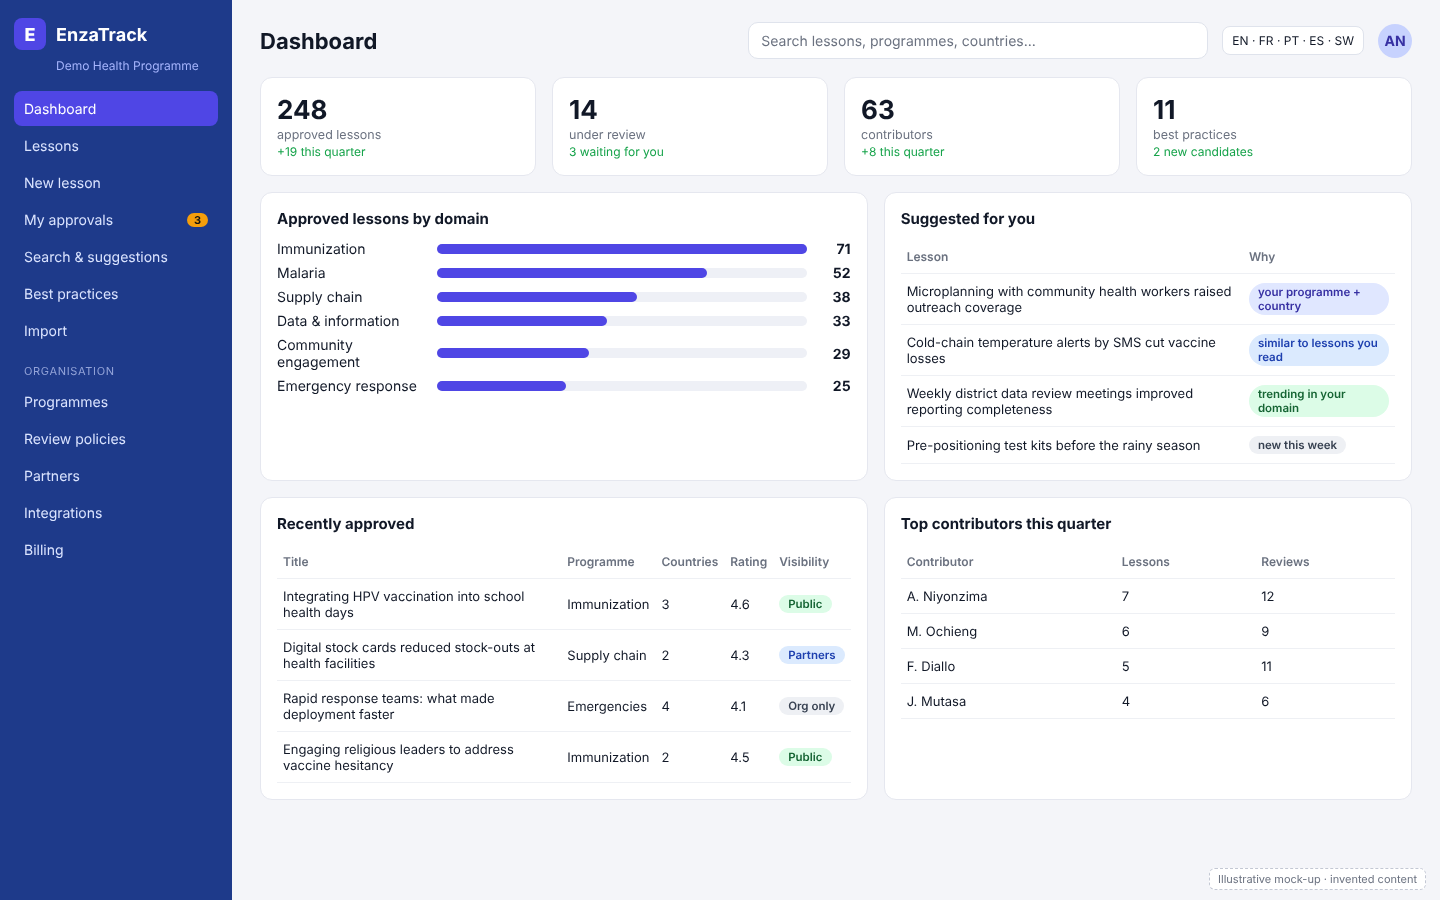 E EnzaTrack
Demo Health Programme
Dashboard
Lessons
New lesson
My approvals 3
Search & suggestions
Best practices
Import
ORGANISATION
Programmes
Review policies
Partners
Integrations
Billing
Dashboard
Search lessons, programmes, countries...
EN · FR · PT · ES · SW
AN
248
approved lessons
+19 this quarter
14
under review
3 waiting for you
63
contributors
+8 this quarter
11
best practices
2 new candidates
Approved lessons by domain
Immunization 71
Malaria 52
Supply chain 38
Data & information 33
Community
engagement 29
Emergency response 25
Suggested for you
Lesson Why
Microplanning with community health workers raised
outreach coverage
your programme +
country
Cold-chain temperature alerts by SMS cut vaccine
losses
similar to lessons you
read
Weekly district data review meetings improved
reporting completeness
trending in your
domain
Pre-positioning test kits before the rainy season new this week
Recently approved
Title Programme Countries Rating Visibility
Integrating HPV vaccination into school
health days
Immunization 3 4.6 Public
Digital stock cards reduced stock-outs at
health facilities
Supply chain 2 4.3 Partners
Rapid response teams: what made
deployment faster
Emergencies 4 4.1 Org only
Engaging religious leaders to address
vaccine hesitancy
Immunization 2 4.5 Public
Top contributors this quarter
Contributor Lessons Reviews
A. Niyonzima 7 12
M. Ochieng 6 9
F. Diallo 5 11
J. Mutasa 4 6
Illustrative mock-up · invented content